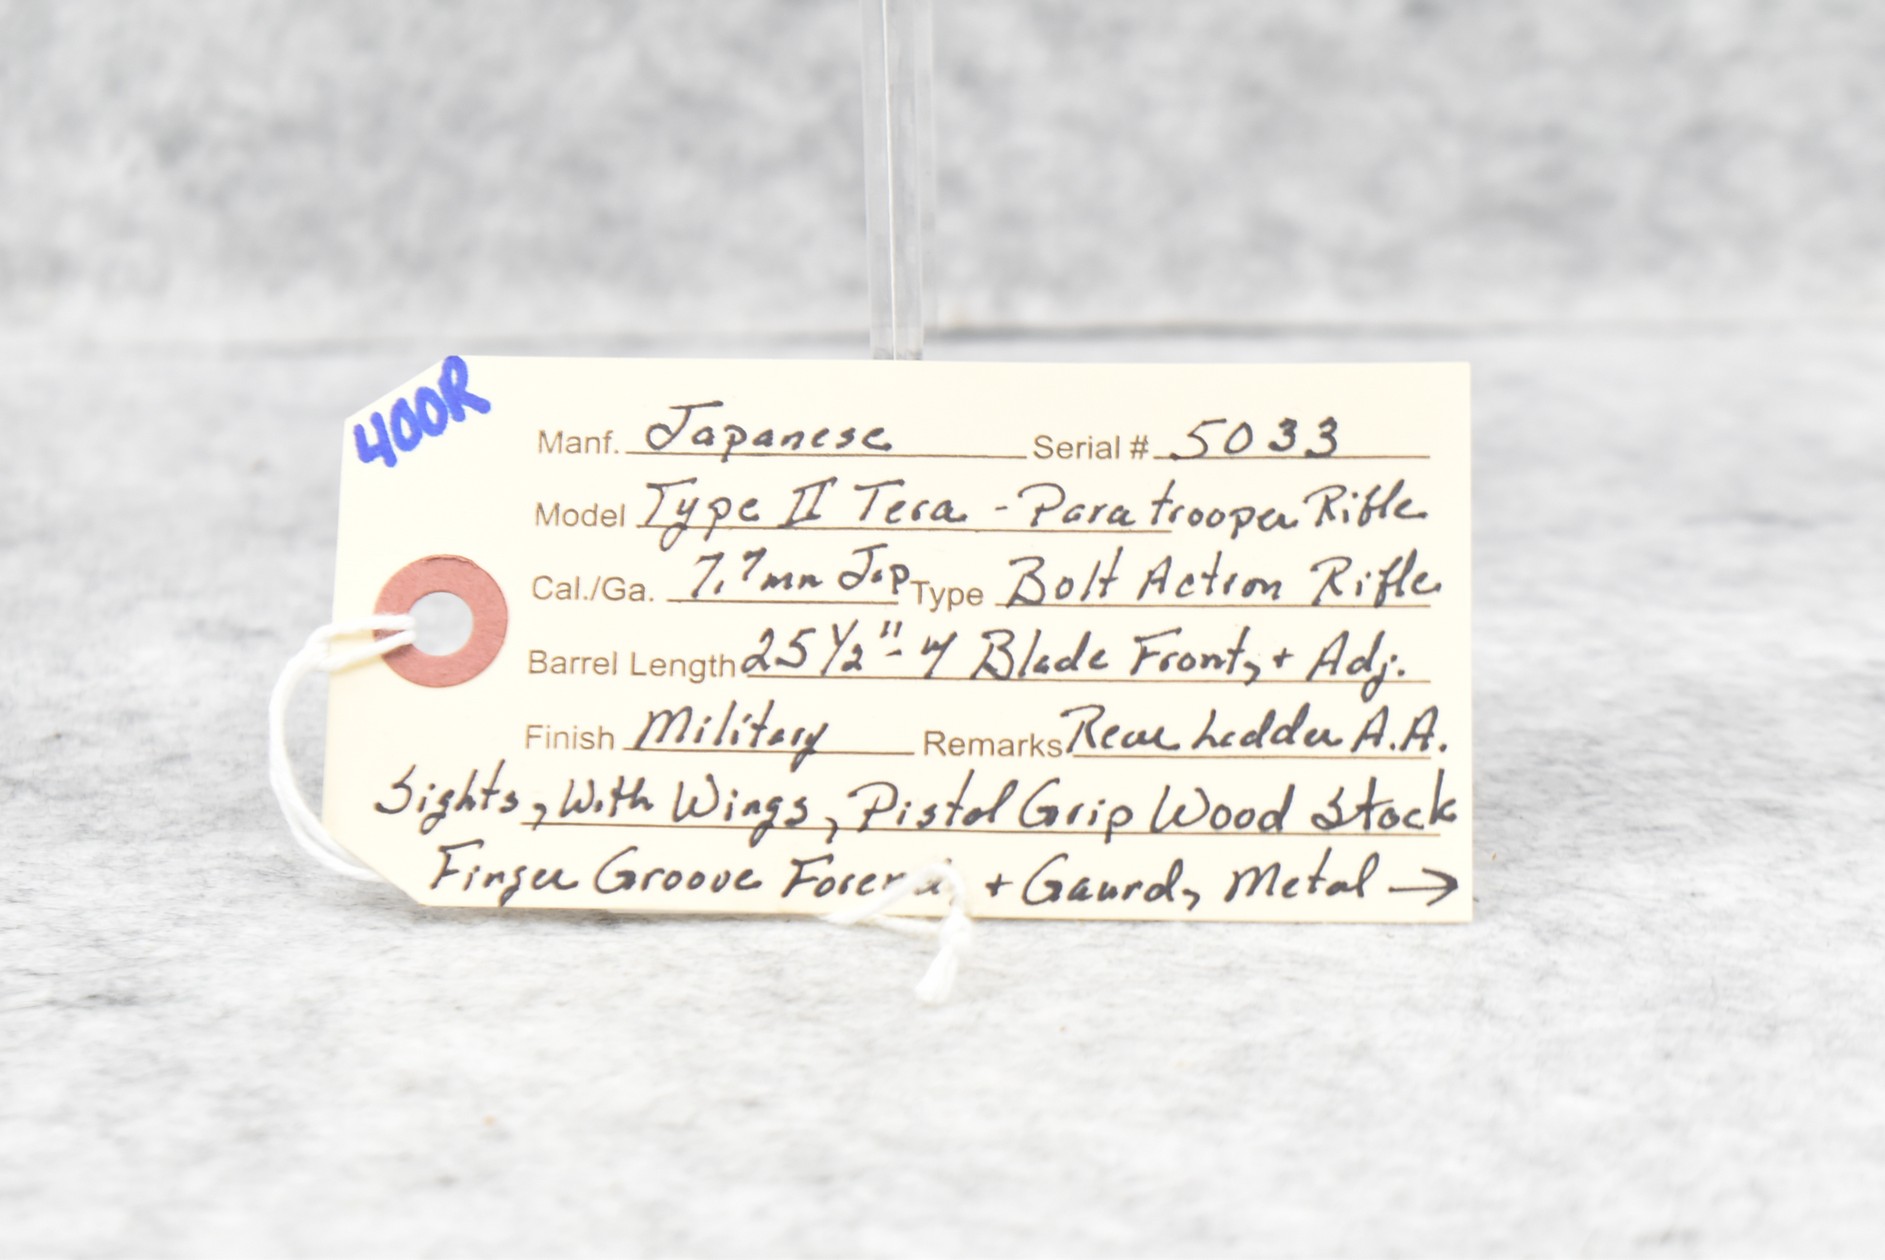 400R
Manf. Japanese Serial # 5033
Model Type II Tera - Paratrooper Rifle
Cal./Ga. 7.7mm Jap Type Bolt Action Rifle
Barrel Length 25 1/2" - w/ Blade Front, + Adj.
Finish Military Remarks Rear Ladder A.A.
Sights, With Wings, Pistol Grip Wood Stock
Finger Groove + Gaurd, Metal →